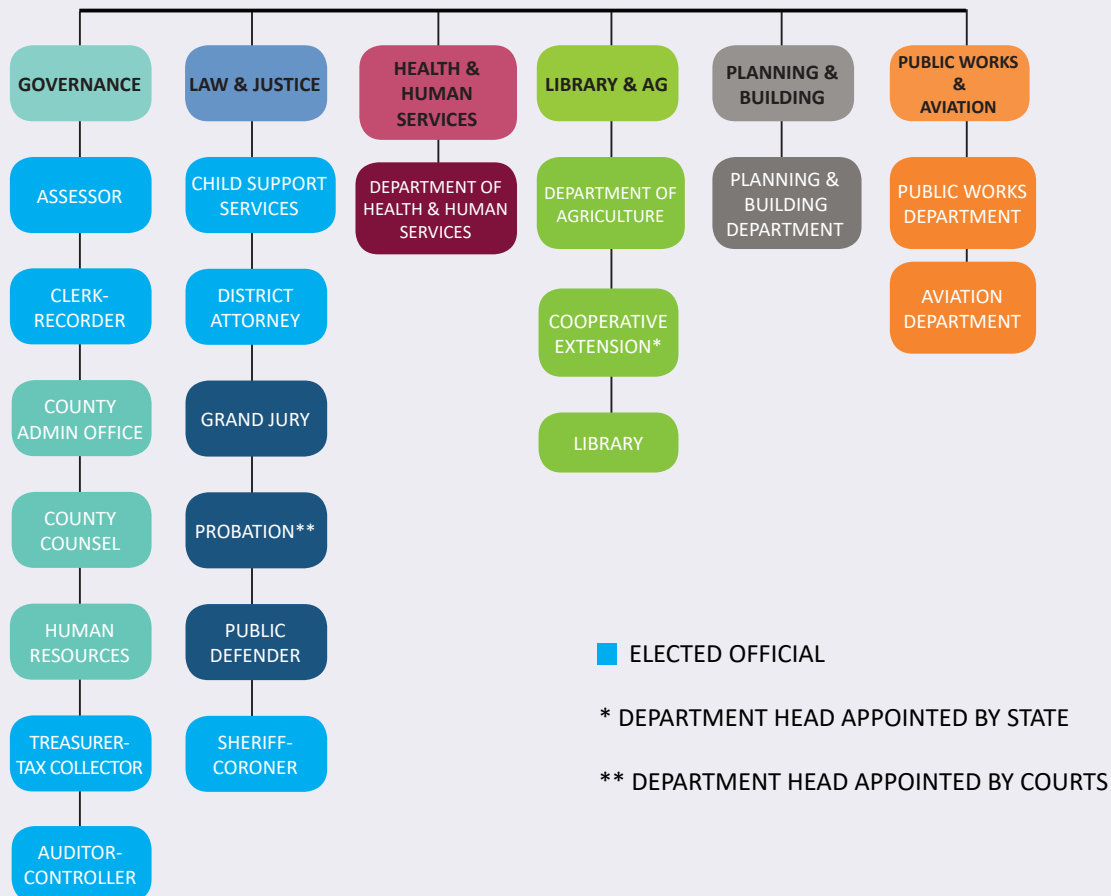 GOVERNANCE
LAW & JUSTICE
HEALTH &
HUMAN
SERVICES
LIBRARY & AG
PLANNING &
BUILDING
PUBLIC WORKS
&
AVIATION
ASSESSOR
CLERK-
RECORDER
COUNTY
ADMIN OFFICE
COUNTY
COUNSEL
HUMAN
RESOURCES
TREASURER-
TAX COLLECTOR
AUDITOR-
CONTROLLER
CHILD SUPPORT
SERVICES
DISTRICT
ATTORNEY
GRAND JURY
PROBATION**
PUBLIC
DEFENDER
SHERIFF-
CORONER
DEPARTMENT OF
HEALTH & HUMAN
SERVICES
DEPARTMENT OF
AGRICULTURE
COOPERATIVE
EXTENSION*
LIBRARY
PLANNING &
BUILDING
DEPARTMENT
PUBLIC WORKS
DEPARTMENT
AVIATION
DEPARTMENT
ELECTED OFFICIAL
* DEPARTMENT HEAD APPOINTED BY STATE
** DEPARTMENT HEAD APPOINTED BY COURTS